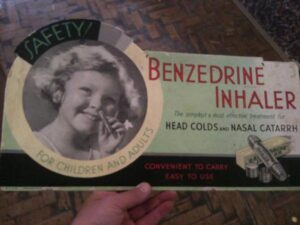 SAFETY!
BENZEDRINE
INHALER
The simplest & most effective treatment for
HEAD COLDS AND NASAL CATARRH
FOR CHILDREN AND ADULTS
CONVENIENT TO CARRY
EASY TO USE